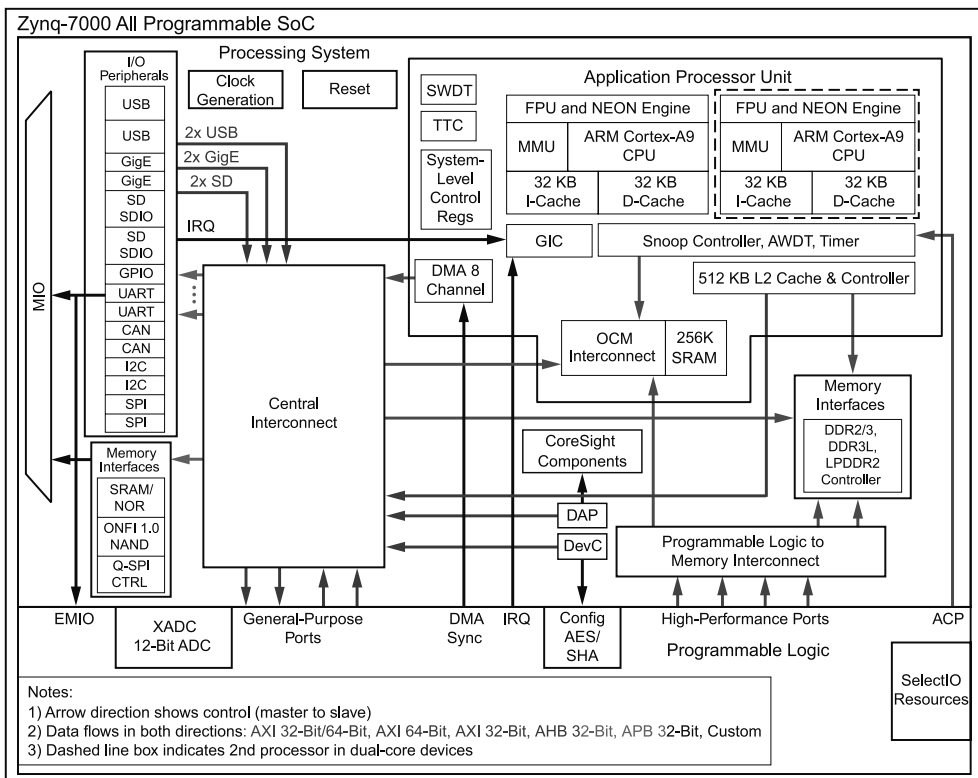 Zynq-7000 All Programmable SoC
Processing System
I/O
Peripherals
USB
USB
GigE
GigE
SD
SDIO
SD
SDIO
GPIO
UART
UART
CAN
CAN
I2C
I2C
SPI
SPI
MIO
Clock
Generation
Reset
2x USB
2x GigE
2x SD
IRQ
SWDT
TTC
System-
Level
Control
Regs
Application Processor Unit
FPU and NEON Engine
MMU
ARM Cortex-A9
CPU
32 KB
I-Cache
32 KB
D-Cache
FPU and NEON Engine
MMU
ARM Cortex-A9
CPU
32 KB
I-Cache
32 KB
D-Cache
GIC
Snoop Controller, AWDT, Timer
DMA 8
Channel
512 KB L2 Cache & Controller
OCM
Interconnect
256K
SRAM
Central
Interconnect
Memory
Interfaces
DDR2/3,
DDR3L,
LPDDR2
Controller
CoreSight
Components
DAP
DevC
Programmable Logic to
Memory Interconnect
Memory
Interfaces
SRAM/
NOR
ONFI 1.0
NAND
Q-SPI
CTRL
EMIO
XADC
12-Bit ADC
General-Purpose
Ports
DMA
Sync
IRQ
Config
AES/
SHA
High-Performance Ports
ACP
Programmable Logic
SelectIO
Resources
Notes:
1) Arrow direction shows control (master to slave)
2) Data flows in both directions: AXI 32-Bit/64-Bit, AXI 64-Bit, AXI 32-Bit, AHB 32-Bit, APB 32-Bit, Custom
3) Dashed line box indicates 2nd processor in dual-core devices